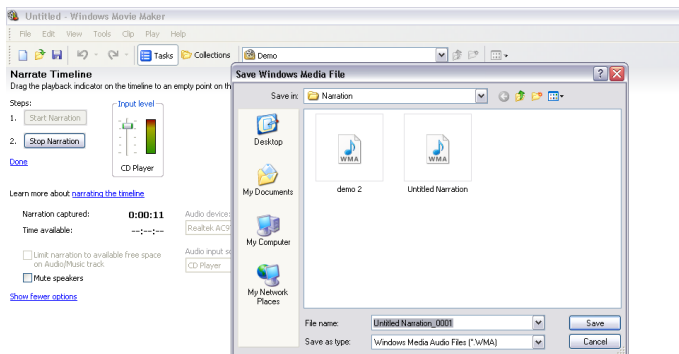 Untitled - Windows Movie Maker
File Edit View Tools Clip Play Help
Tasks Collections Demo
Narrate Timeline
Drag the playback indicator on the timeline to an empty point on th
Steps:
1. Start Narration
2. Stop Narration
Done
Input level
CD Player
Learn more about narrating the timeline
Narration captured: 0:00:11
Time available: --:--:--
Limit narration to available free space
on Audio/Music track
Mute speakers
Show fewer options
Audio device:
Realtek AC9
Audio input so
CD Player
Save Windows Media File
Save in: Narration
Desktop
My Documents
My Computer
My Network
Places
WMA
demo 2
WMA
Untitled Narration
File name: Untitled Narration_0001 Save
Save as type: Windows Media Audio Files (*.WMA) Cancel